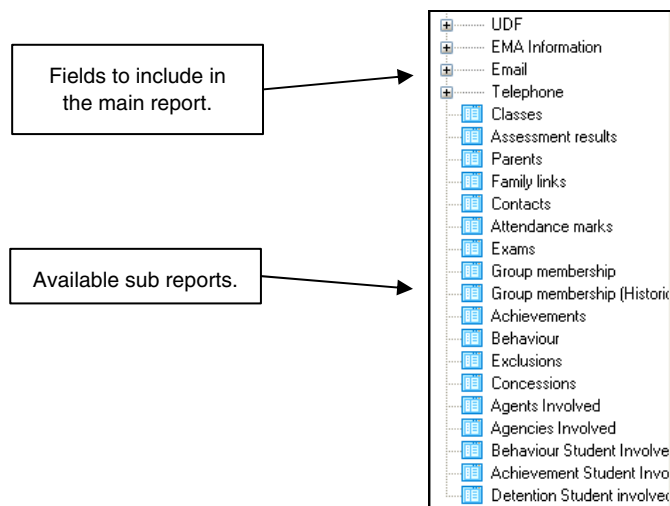 Fields to include in
the main report.
Available sub reports.
UDF
EMA Information
Email
Telephone
Classes
Assessment results
Parents
Family links
Contacts
Attendance marks
Exams
Group membership
Group membership (Historic
Achievements
Behaviour
Exclusions
Concessions
Agents Involved
Agencies Involved
Behaviour Student Involve
Achievement Student Invo
Detention Student involved